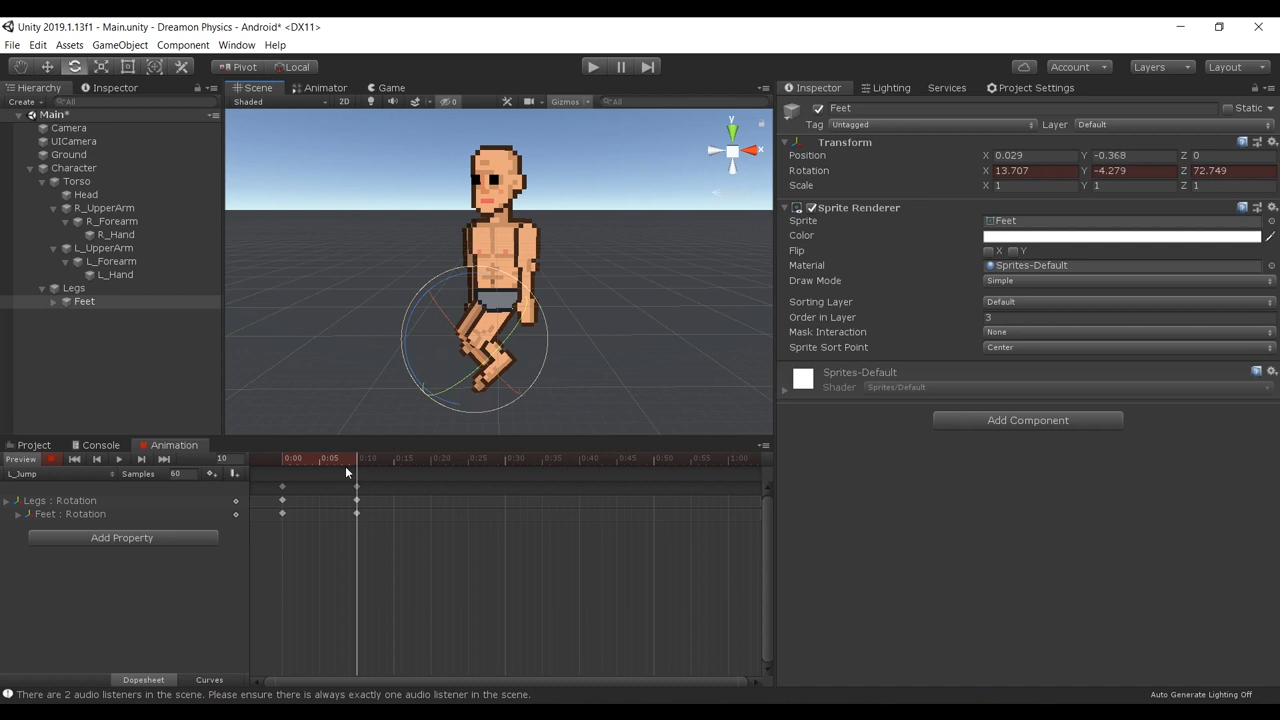 Unity 2019.1.13f1 - Main.unity - Dreamon Physics - Android* <DX11>
File Edit Assets GameObject Component Window Help
Pivot Local Account Layers Layout
Hierarchy Inspector Scene Animator Game Inspector Lighting Services Project Settings
Create All Shaded 2D 0 Gizmos All
Feet Static
Main*
Tag Untagged Layer Default
Camera
UICamera
Ground
Character
Torso
Head
R_UpperArm
R_Forearm
R_Hand
L_UpperArm
L_Forearm
L_Hand
Legs
Feet
y
x
Transform
Position X 0.029 Y -0.368 Z 0
Rotation X 13.707 Y -4.279 Z 72.749
Scale X 1 Y 1 Z 1
Sprite Renderer
Sprite Feet
Color
Flip X Y
Material Sprites-Default
Draw Mode Simple
Sorting Layer Default
Order in Layer 3
Mask Interaction None
Sprite Sort Point Center
Sprites-Default
Shader Sprites/Default
Add Component
Project Console Animation
Preview 10 0:00 0:05 0:10 0:15 0:20 0:25 0:30 0:35 0:40 0:45 0:50 0:55 1:00
L_Jump Samples 60
Legs : Rotation
Feet : Rotation
Add Property
Dopesheet Curves
There are 2 audio listeners in the scene. Please ensure there is always exactly one audio listener in the scene.
Auto Generate Lighting Off